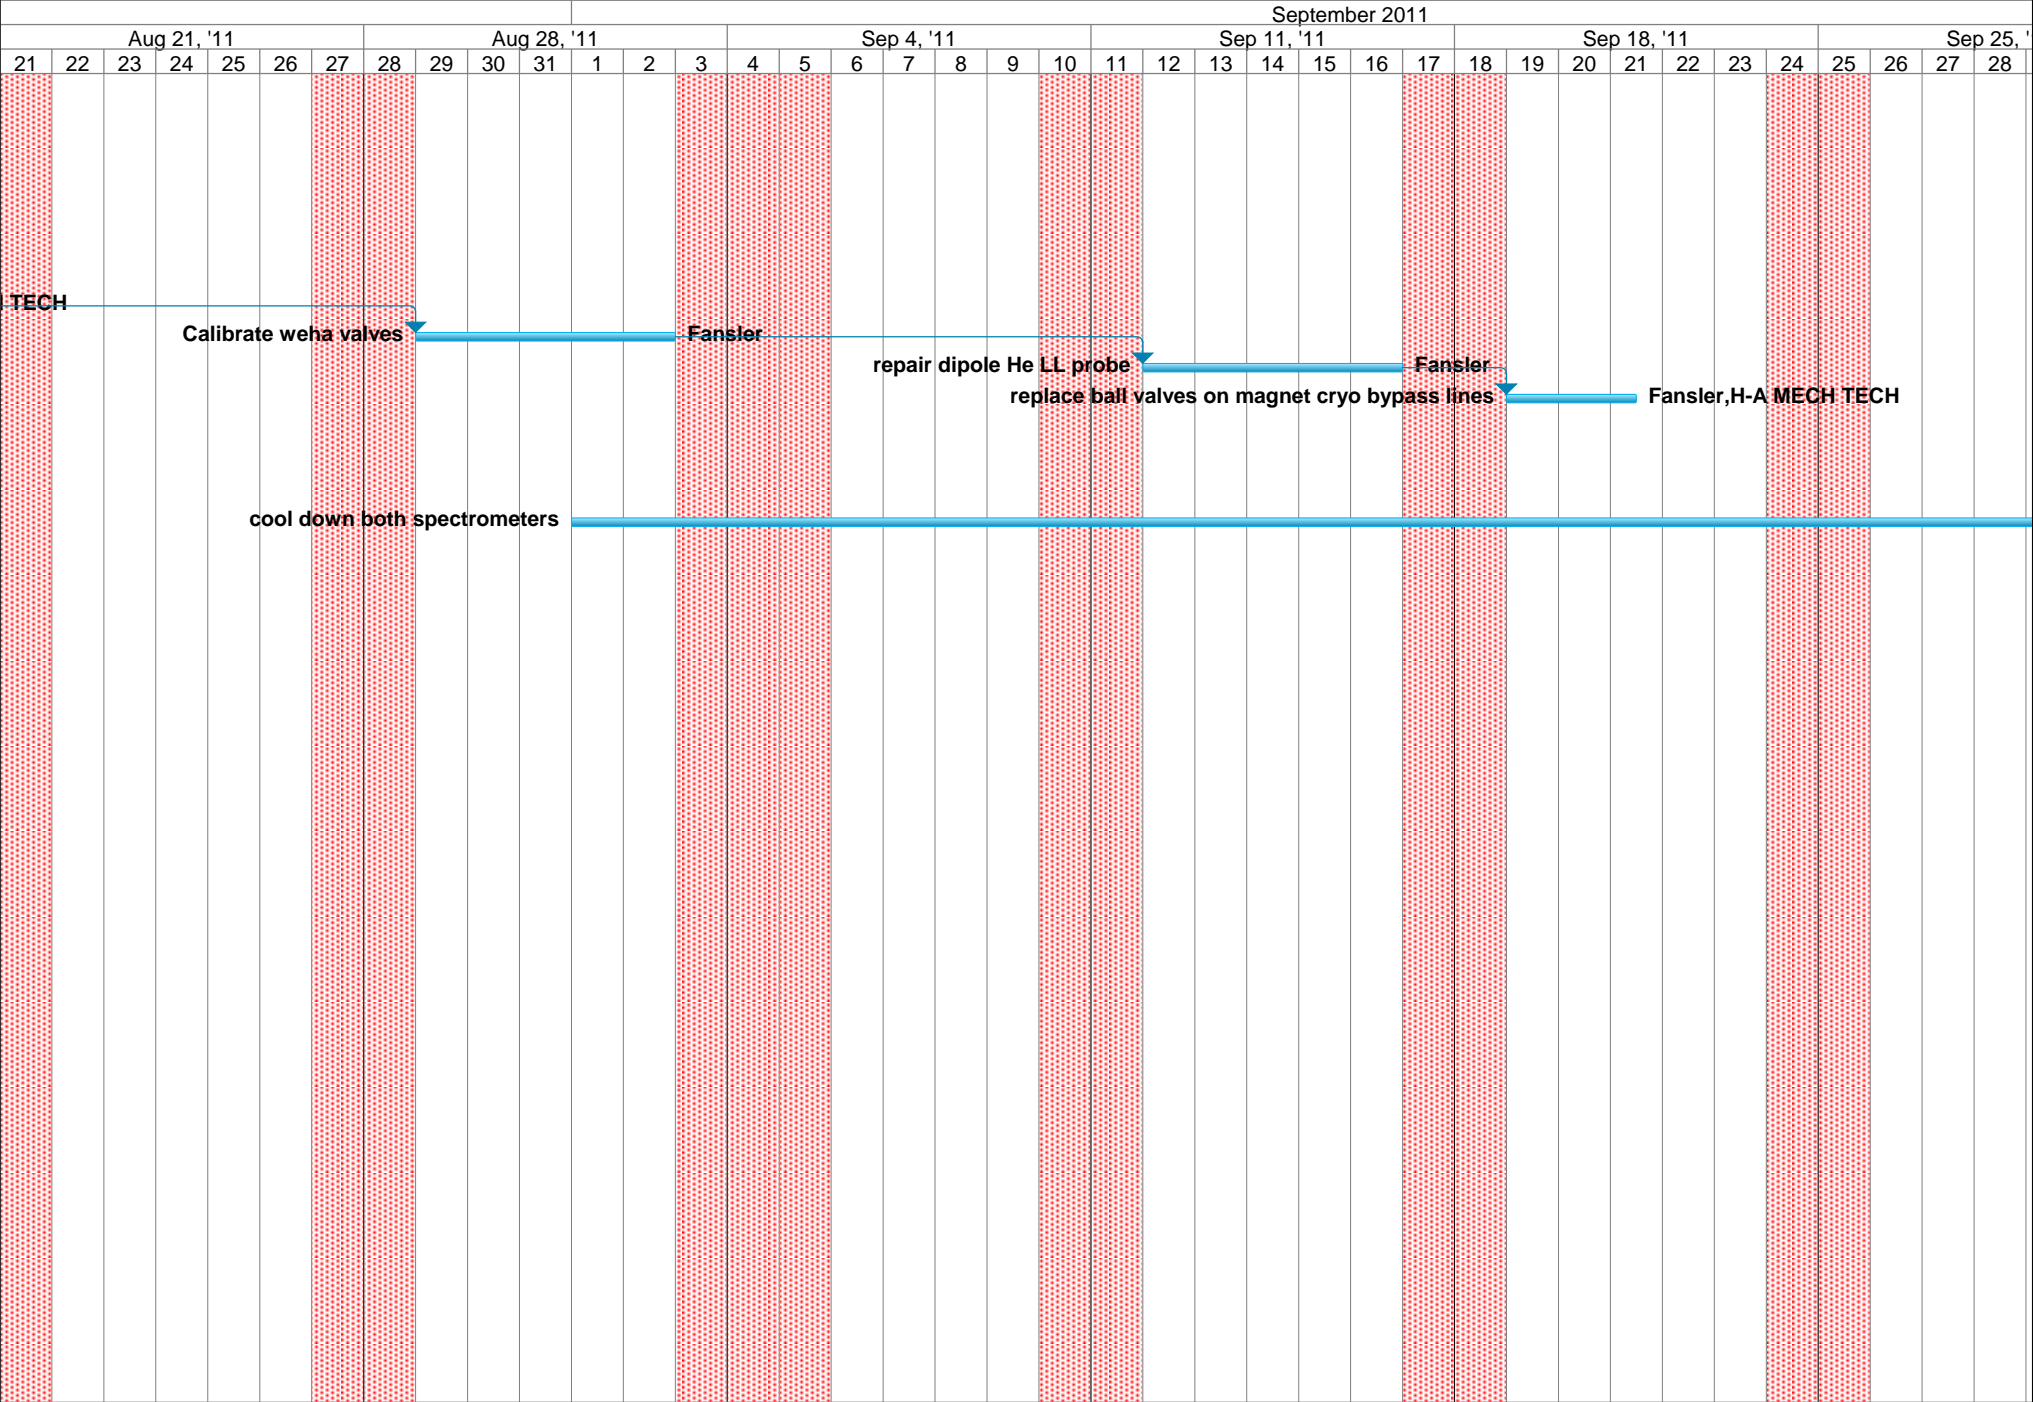 September 2011
Aug 21, '11 Aug 28, '11 Sep 4, '11 Sep 11, '11 Sep 18, '11 Sep 25, '
21 22 23 24 25 26 27 28 29 30 31 1 2 3 4 5 6 7 8 9 10 11 12 13 14 15 16 17 18 19 20 21 22 23 24 25 26 27 28
TECH
Calibrate weha valves Fansler
repair dipole He LL probe Fansler
replace ball valves on magnet cryo bypass lines Fansler,H-A MECH TECH
cool down both spectrometers